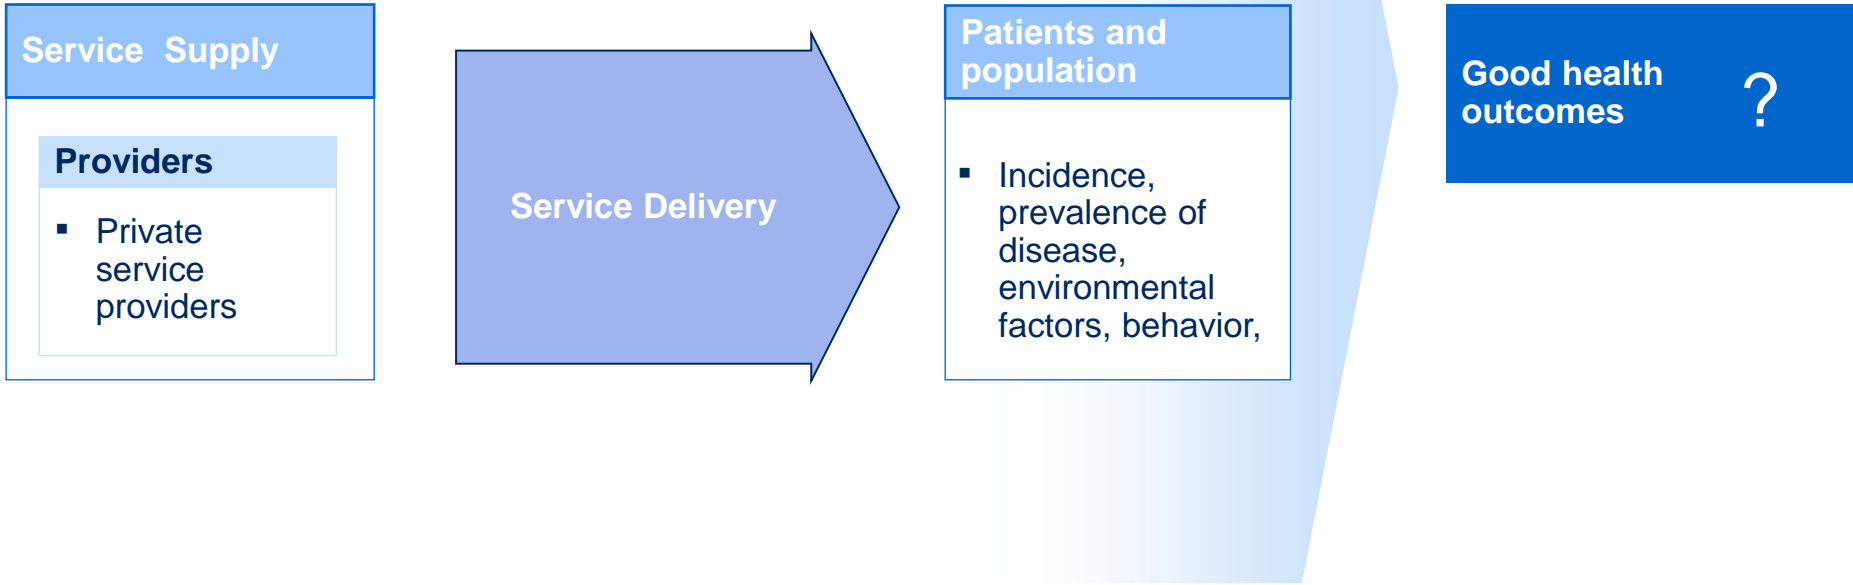 Service  Supply
Providers
▪ Private
service
providers
Service Delivery
Patients and
population
▪ Incidence,
prevalence of
disease,
environmental
factors, behavior,
Good health
outcomes
?